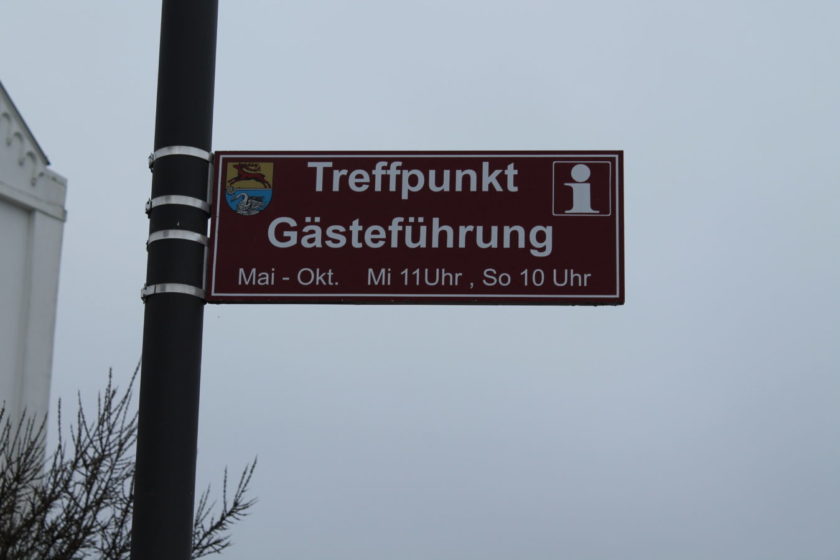 Treffpunkt
Gästeführung
Mai - Okt. Mi 11Uhr , So 10 Uhr